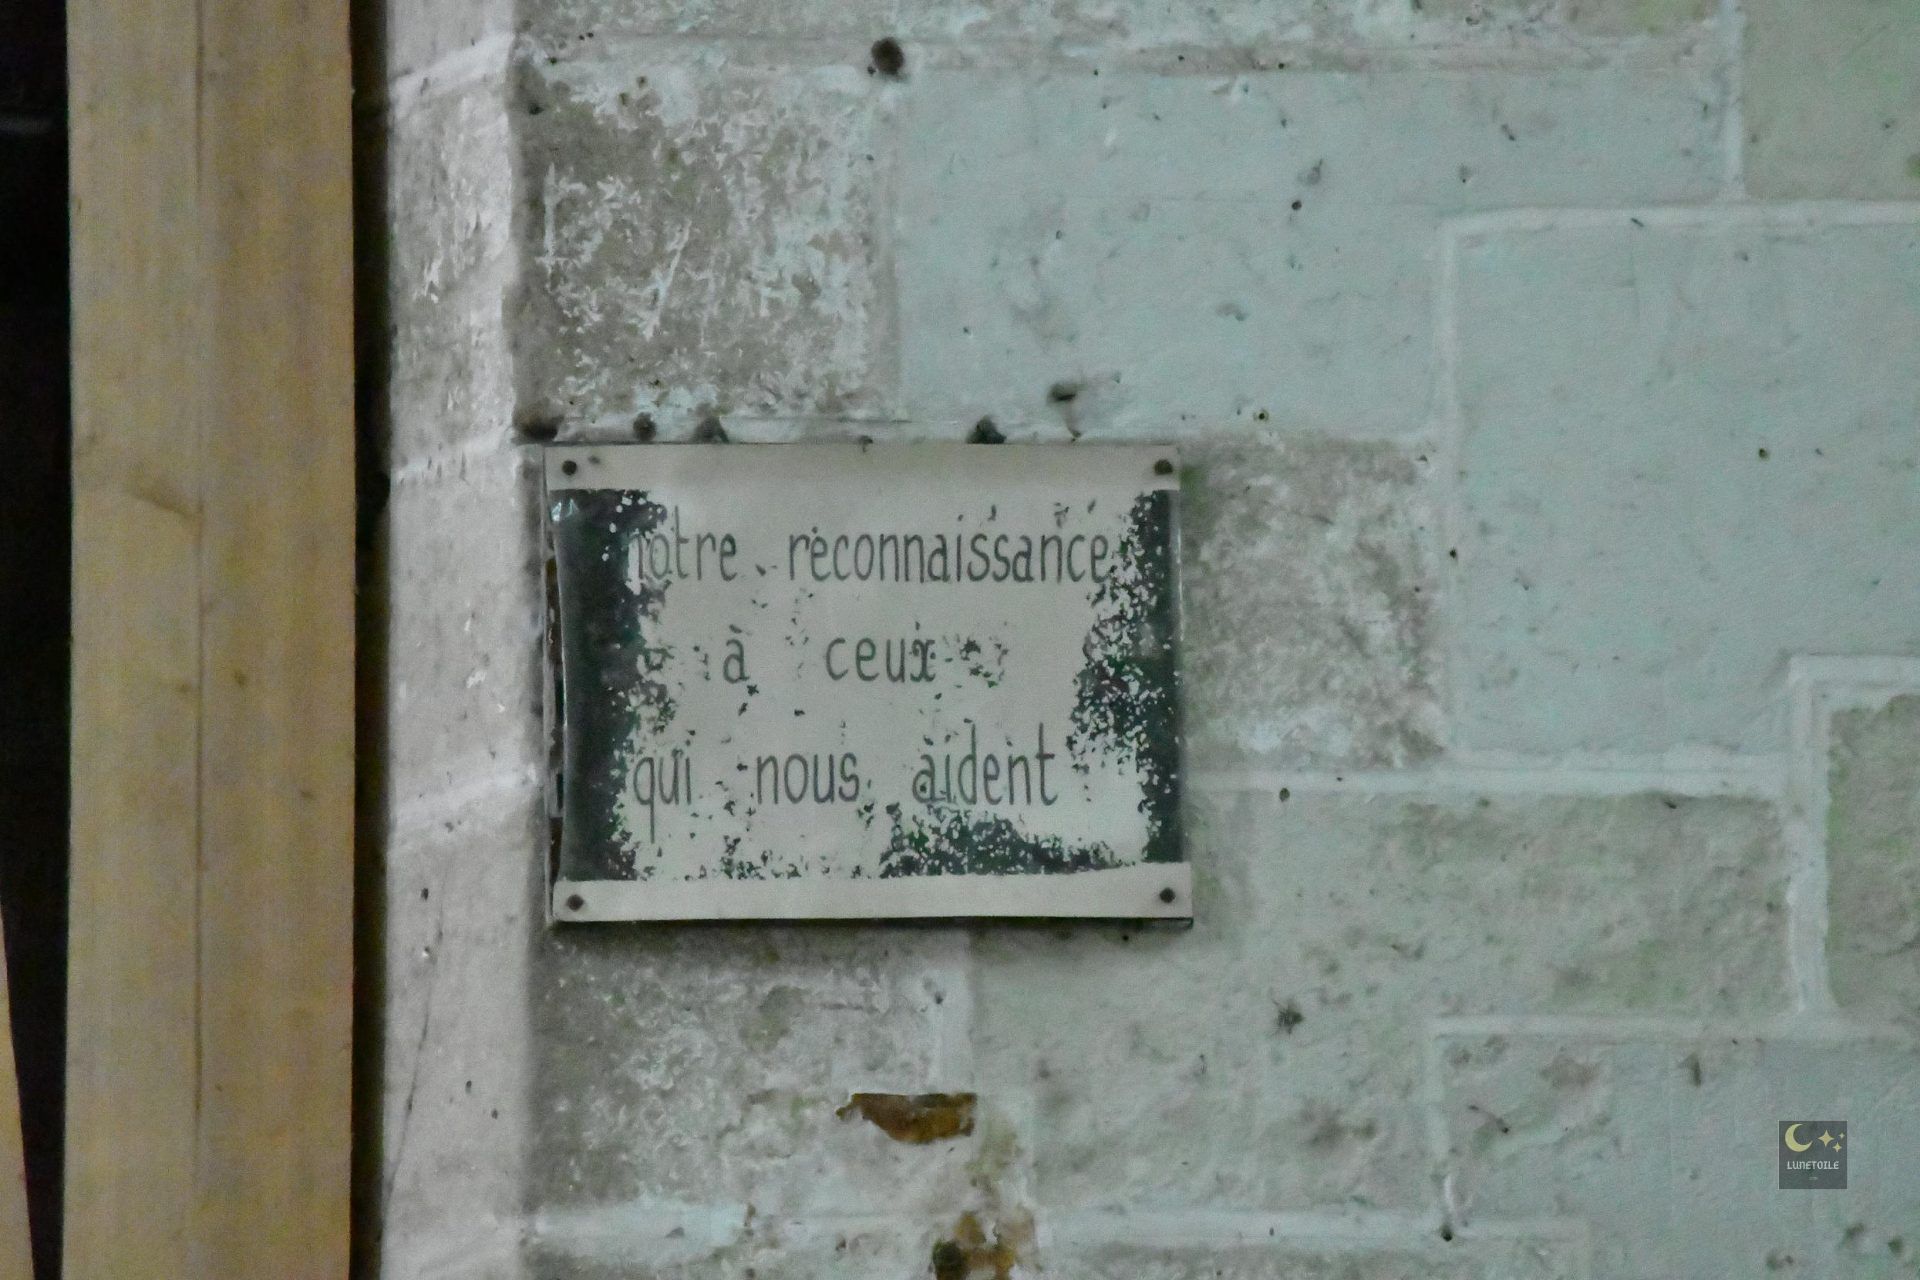 notre reconnaissance
à ceux
qui nous aident
LUNETOILE